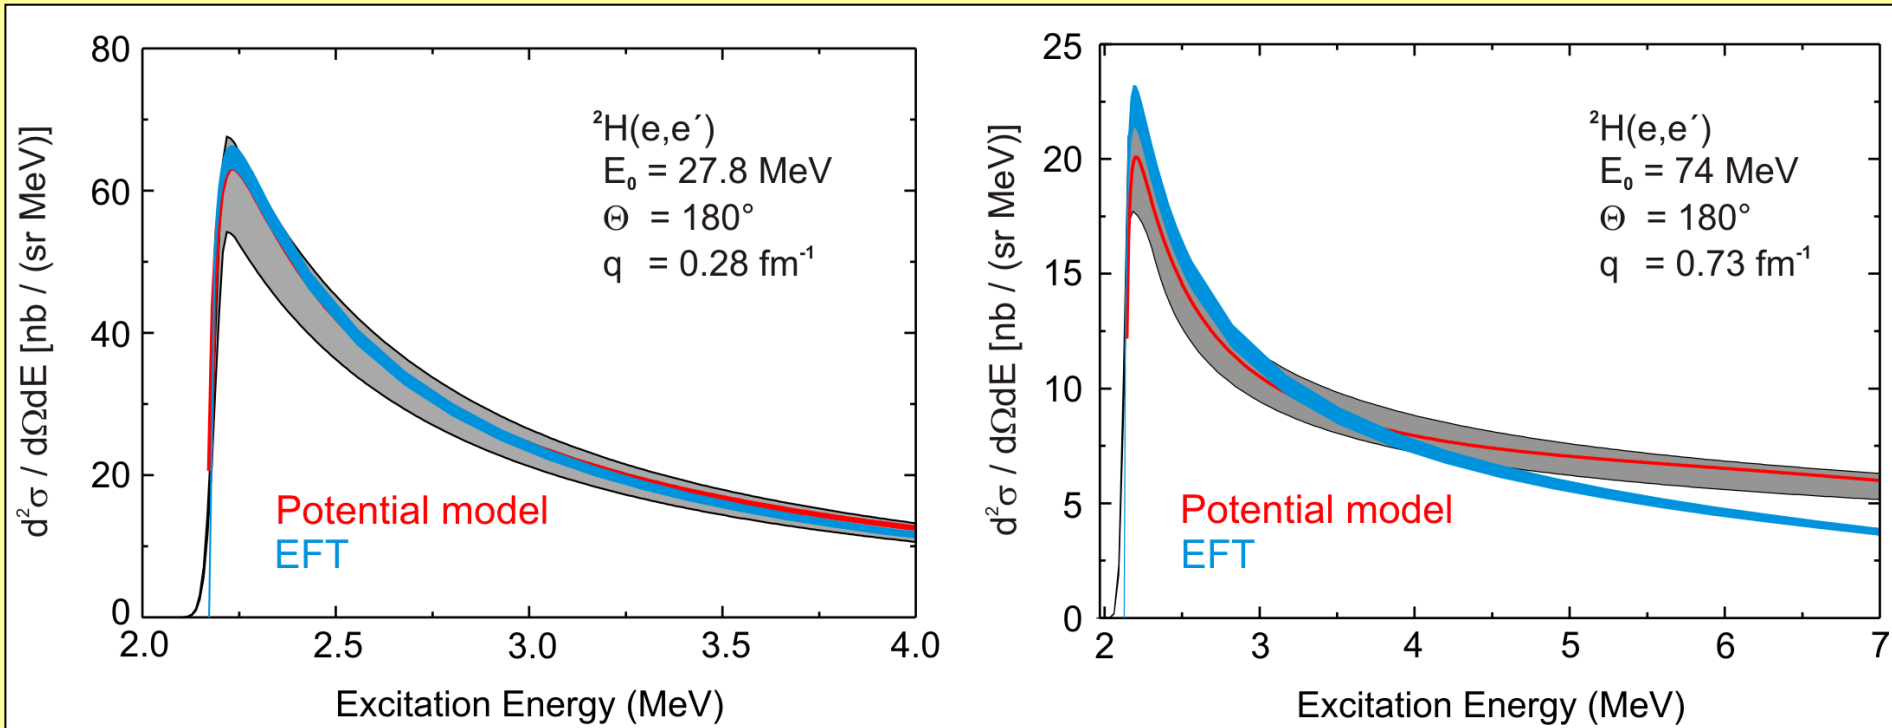 80
60
40
20
0
2.0 2.5 3.0 3.5 4.0
d²σ / dΩdE [nb / (sr MeV)]
Excitation Energy (MeV)
²H(e,e´)
E₀ = 27.8 MeV
Θ = 180°
q = 0.28 fm⁻¹
Potential model
EFT
25
20
15
10
5
0
2 3 4 5 6 7
d²σ / dΩdE [nb / (sr MeV)]
Excitation Energy (MeV)
²H(e,e´)
E₀ = 74 MeV
Θ = 180°
q = 0.73 fm⁻¹
Potential model
EFT